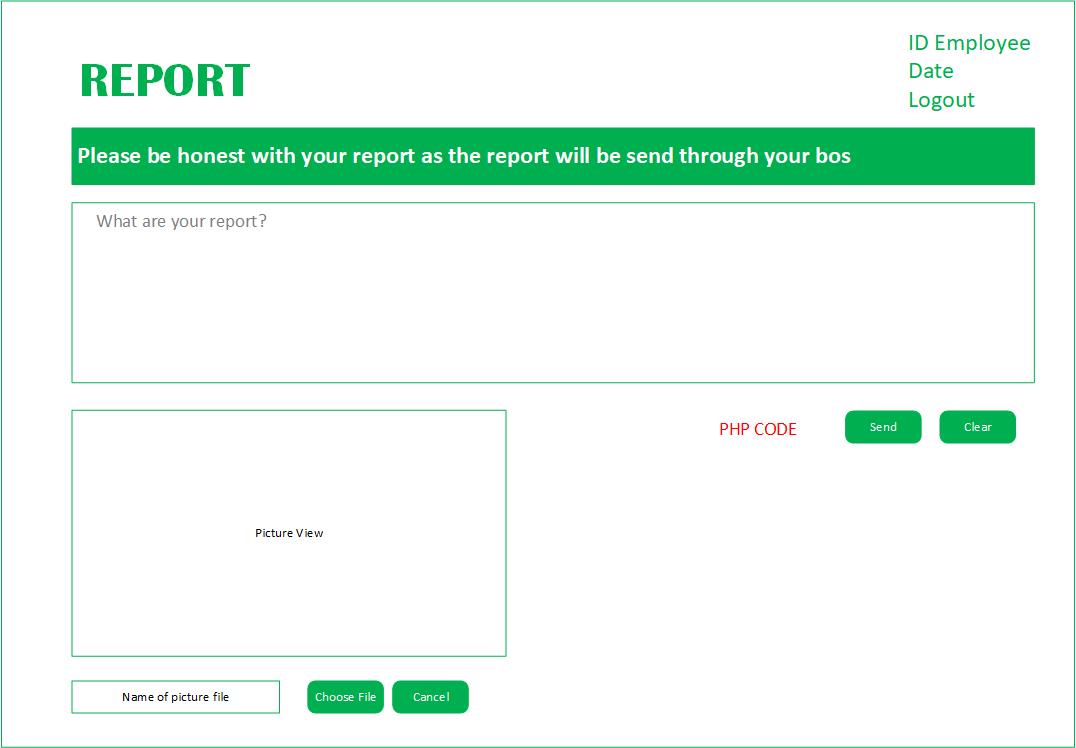 ID Employee
REPORT
Date
Logout
Please be honest with your report as the report will be send through your bos
What are your report?
PHP CODE
Send
Clear
Picture View
Name of picture file
Choose File
Cancel